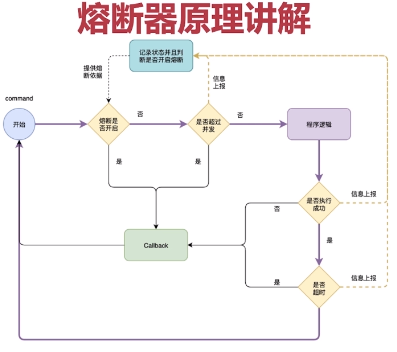 熔断器原理讲解
记录状态并且判
断是否开启熔断
提供熔
断依据
信息
上报
command
开始
熔断是
否开启
否
是否超过
并发
否
程序逻辑
是
是
是否执行
成功
信息上报
否
是
Callback
是
是否
超时
信息上报